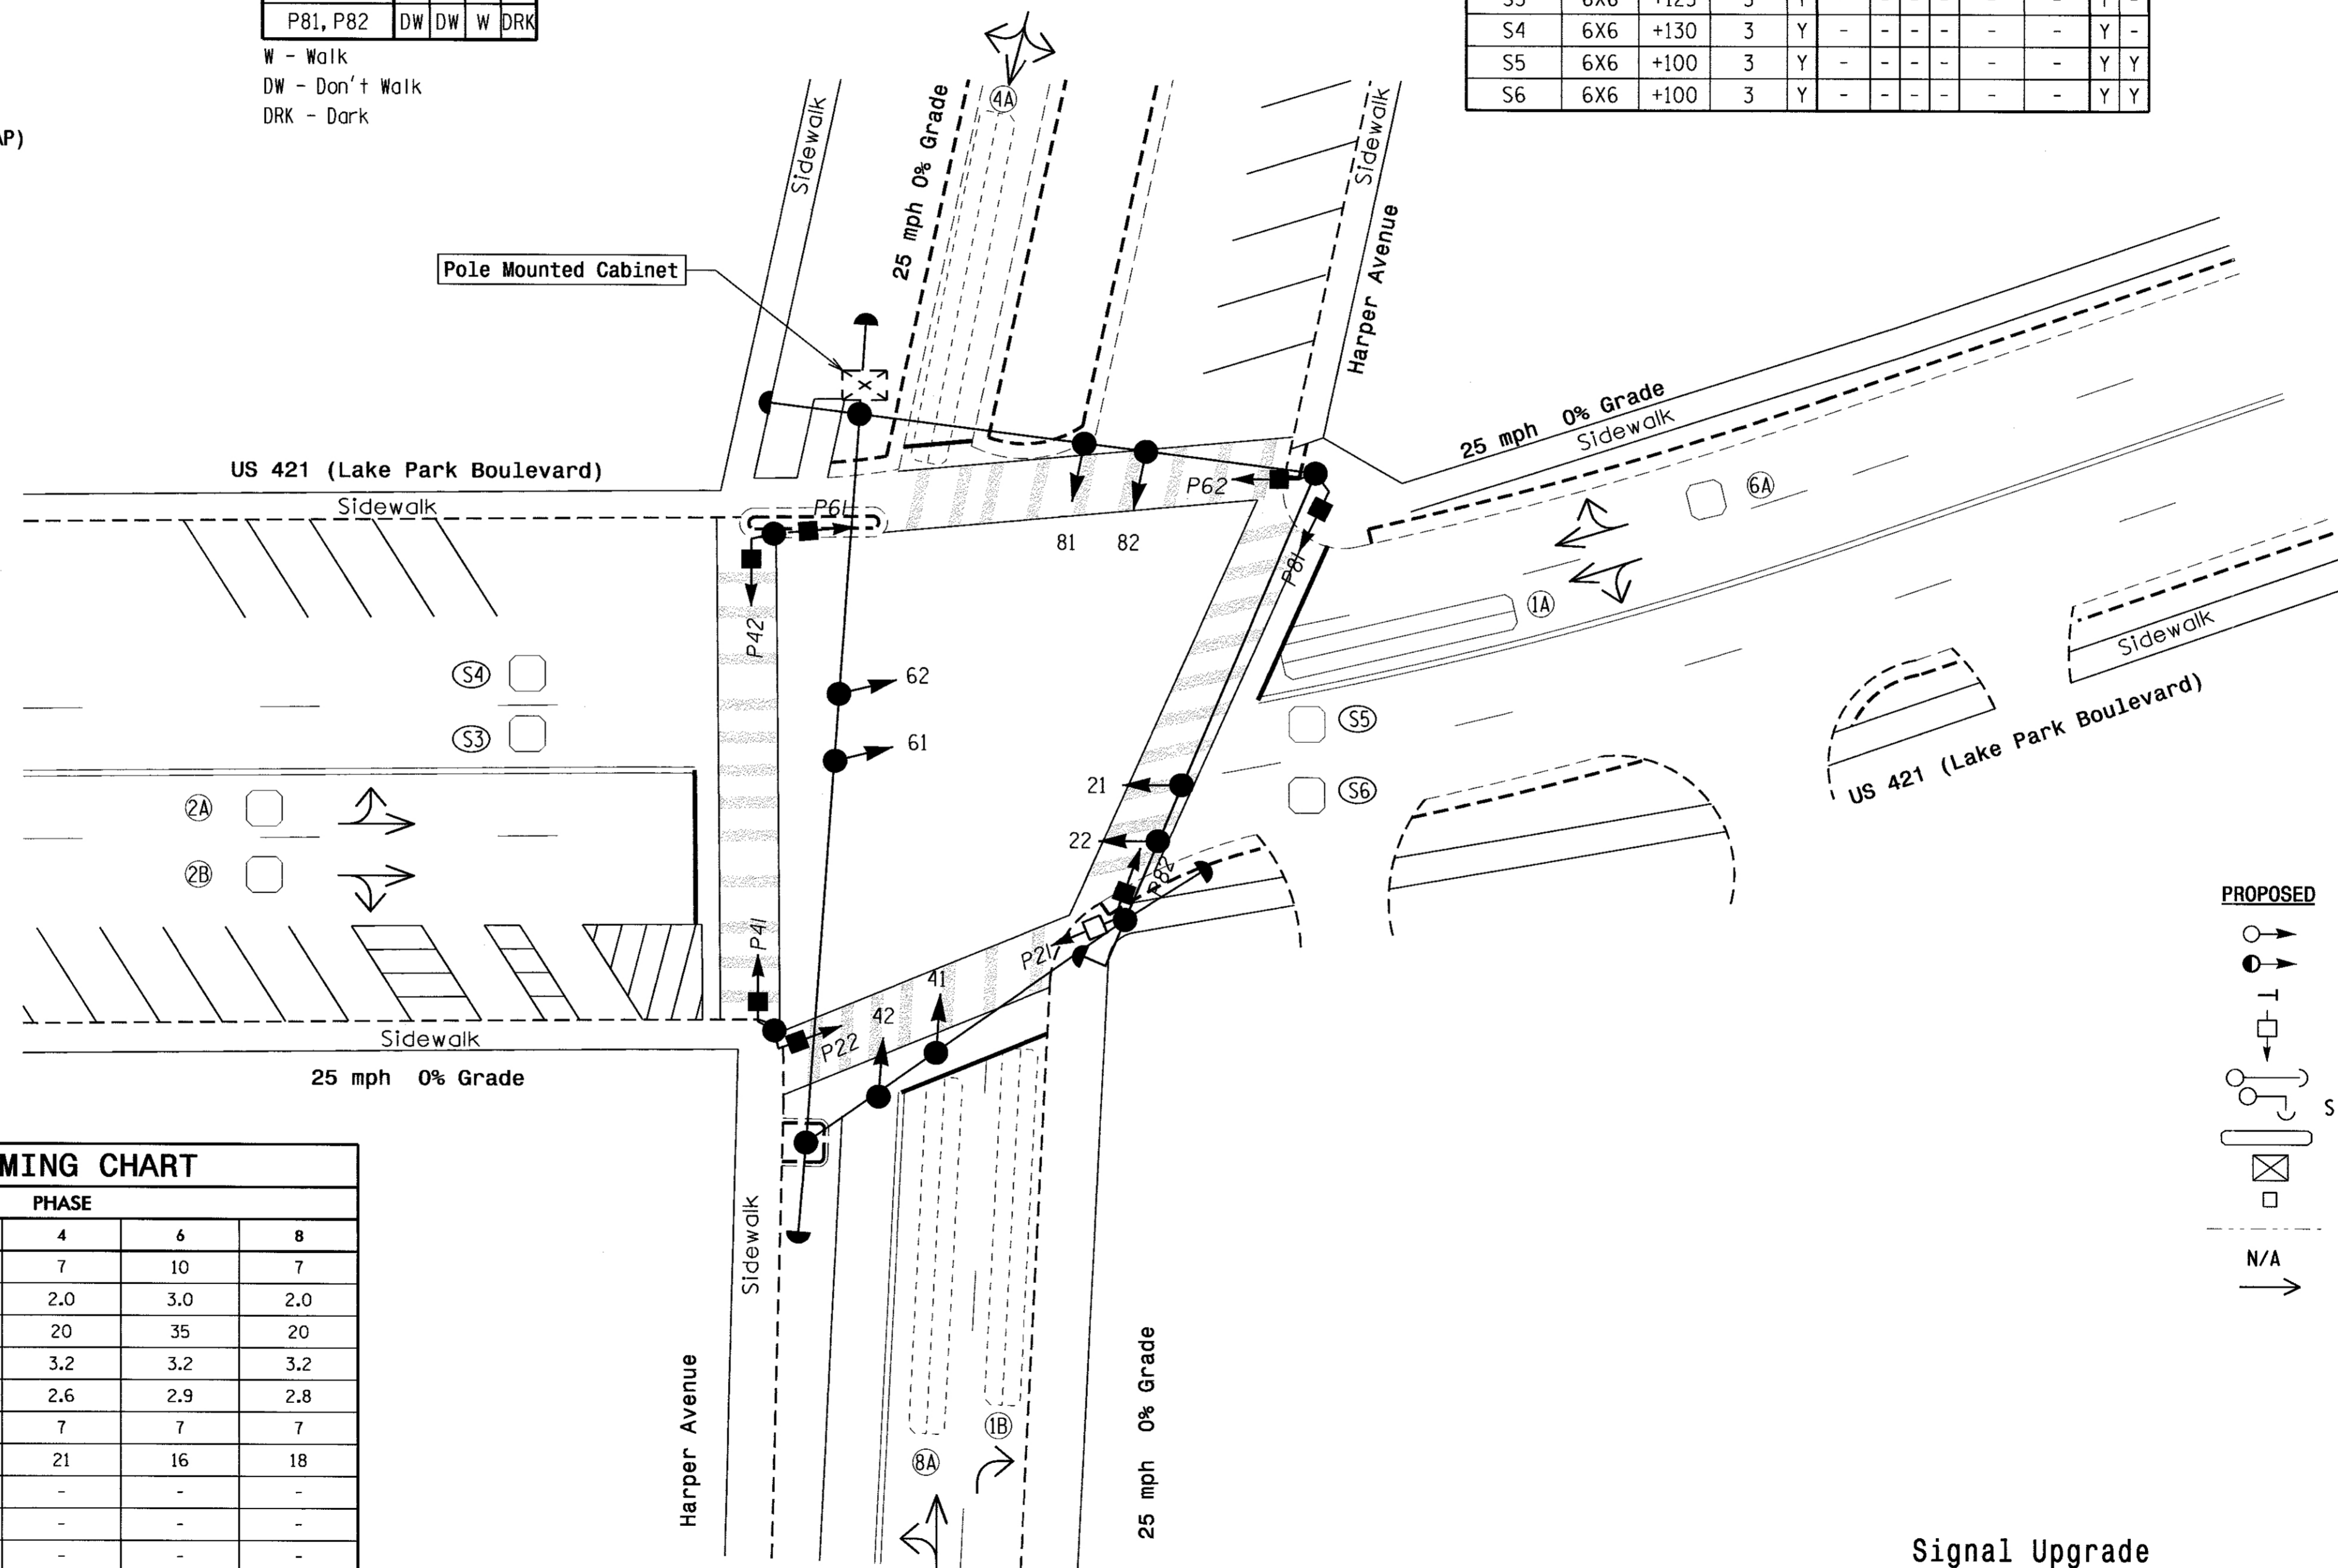 P81, P82 DW DW W DRK
W - Walk
DW - Don't Walk
DRK - Dark
AP)
S3 6X6 +125 3 Y - - - - - - Y -
S4 6X6 +130 3 Y - - - - - - Y -
S5 6X6 +100 3 Y - - - - - - Y Y
S6 6X6 +100 3 Y - - - - - - Y Y
Sidewalk
25 mph 0% Grade
4A
Sidewalk
Harper Avenue
Pole Mounted Cabinet
US 421 (Lake Park Boulevard)
Sidewalk
25 mph 0% Grade
Sidewalk
P61
P62
6A
81 82
P81
1A
P42
S4
62
S3
61
S5
Sidewalk
US 421 (Lake Park Boulevard)
21
S6
2A
22
2B
P82
P41
P21
41
42
P22
Sidewalk
25 mph 0% Grade
PROPOSED
S
N/A
MING CHART
PHASE
4 6 8
7 10 7
2.0 3.0 2.0
20 35 20
3.2 3.2 3.2
2.6 2.9 2.8
7 7 7
21 16 18
- - -
- - -
- - -
Sidewalk
Harper Avenue
8A
1B
25 mph 0% Grade
Signal Upgrade